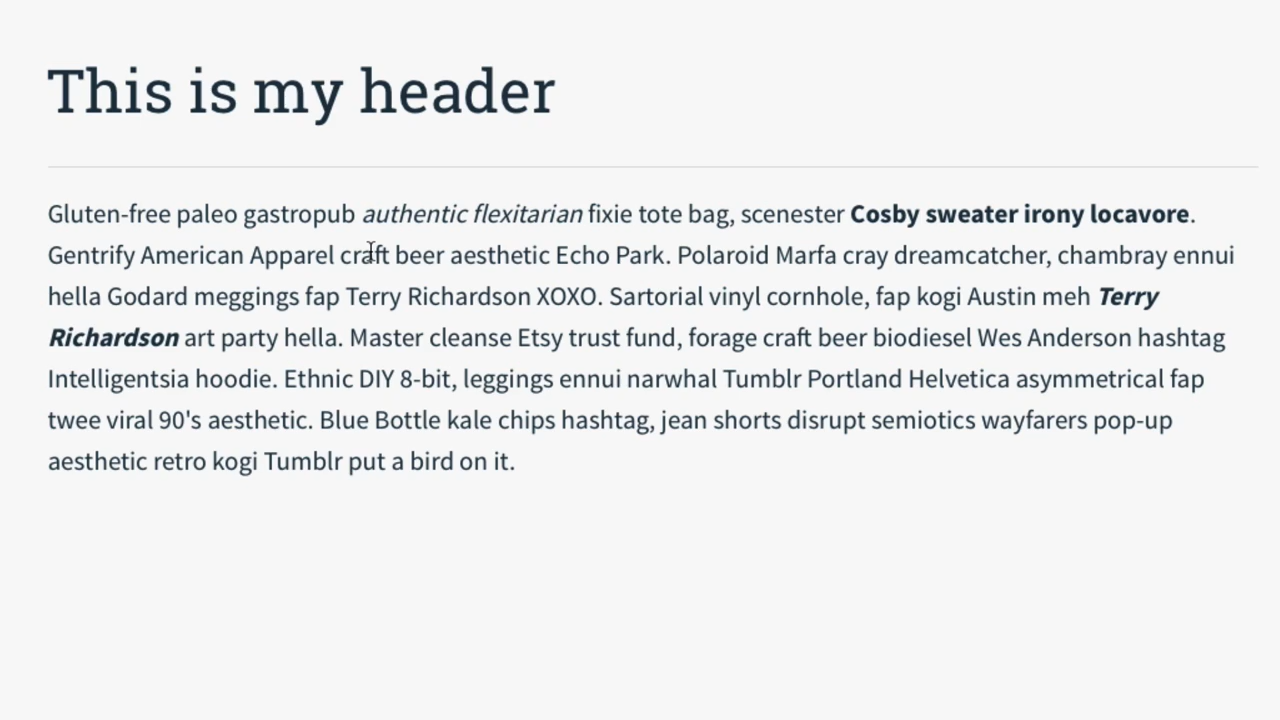 This is my header
Gluten-free paleo gastropub authentic flexitarian fixie tote bag, scenester Cosby sweater irony locavore.
Gentrify American Apparel craft beer aesthetic Echo Park. Polaroid Marfa cray dreamcatcher, chambray ennui
hella Godard meggings fap Terry Richardson XOXO. Sartorial vinyl cornhole, fap kogi Austin meh Terry
Richardson art party hella. Master cleanse Etsy trust fund, forage craft beer biodiesel Wes Anderson hashtag
Intelligentsia hoodie. Ethnic DIY 8-bit, leggings ennui narwhal Tumblr Portland Helvetica asymmetrical fap
twee viral 90's aesthetic. Blue Bottle kale chips hashtag, jean shorts disrupt semiotics wayfarers pop-up
aesthetic retro kogi Tumblr put a bird on it.